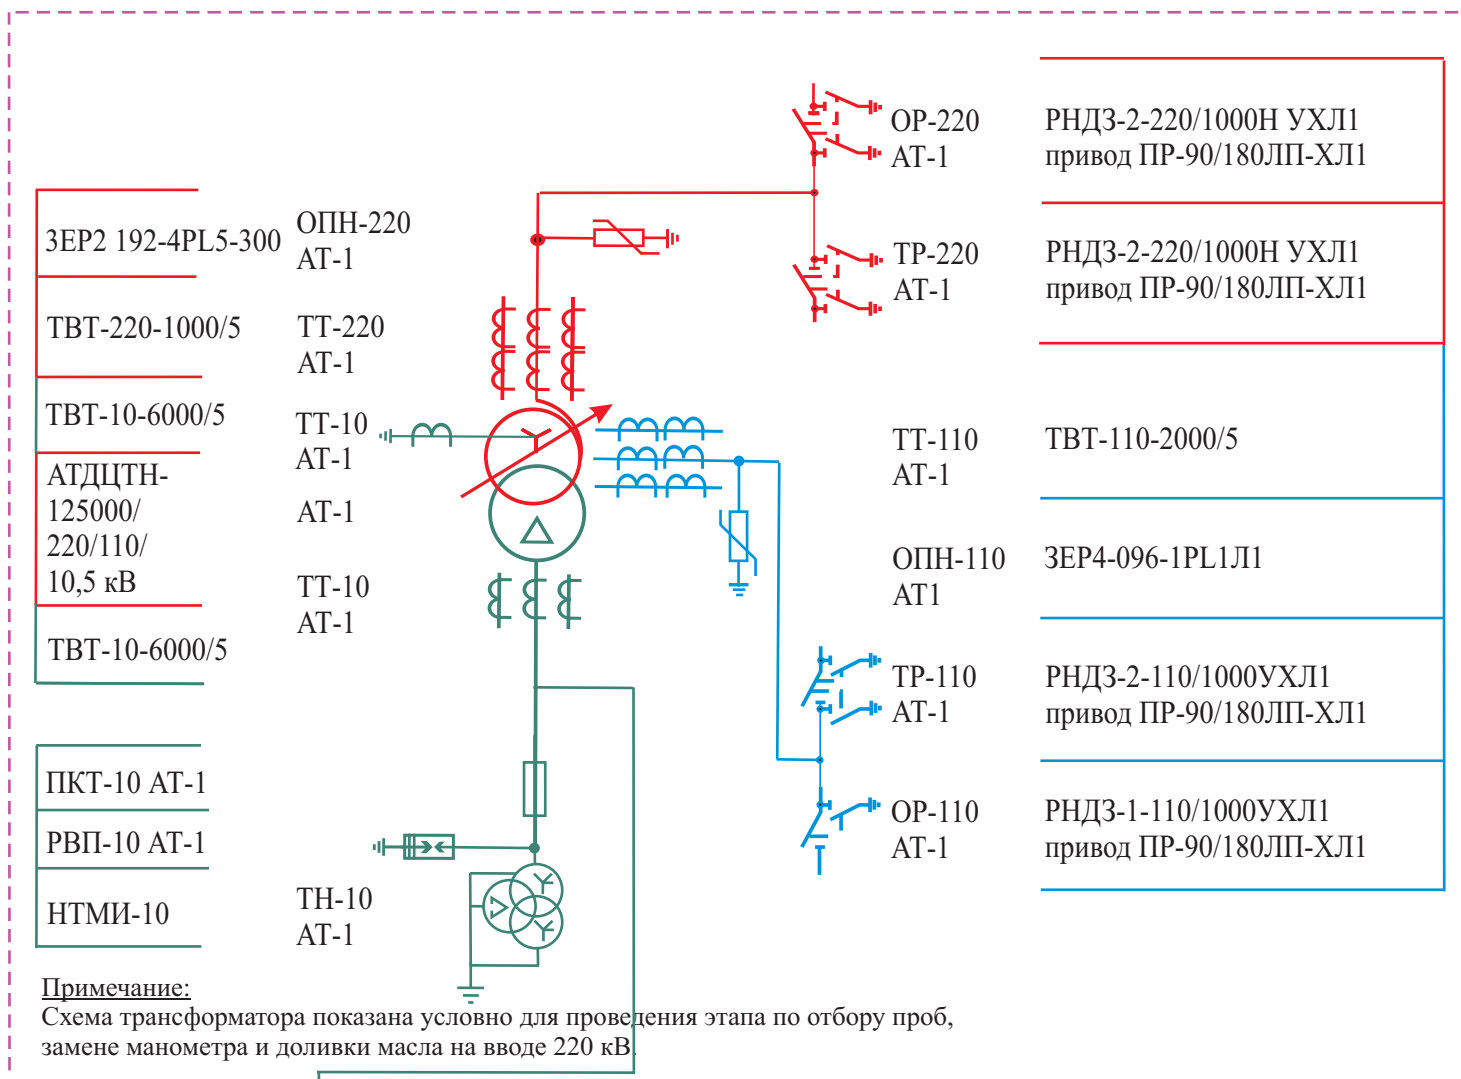 3ЕР2 192-4PL5-300
ТВТ-220-1000/5
ТВТ-10-6000/5
АТДЦТН-
125000/
220/110/
10,5 кВ
ТВТ-10-6000/5
ПКТ-10 АТ-1
РВП-10 АТ-1
НТМИ-10
ОПН-220
АТ-1
ТТ-220
АТ-1
ТТ-10
АТ-1
АТ-1
ТТ-10
АТ-1
ТН-10
АТ-1
ОР-220
АТ-1
ТР-220
АТ-1
ТТ-110
АТ-1
ОПН-110
АТ1
ТР-110
АТ-1
ОР-110
АТ-1
РНДЗ-2-220/1000Н УХЛ1
привод ПР-90/180ЛП-ХЛ1
РНДЗ-2-220/1000Н УХЛ1
привод ПР-90/180ЛП-ХЛ1
ТВТ-110-2000/5
3ЕР4-096-1PL1Л1
РНДЗ-2-110/1000УХЛ1
привод ПР-90/180ЛП-ХЛ1
РНДЗ-1-110/1000УХЛ1
привод ПР-90/180ЛП-ХЛ1
Примечание:
Схема трансформатора показана условно для проведения этапа по отбору проб,
замене манометра и доливки масла на вводе 220 кВ.